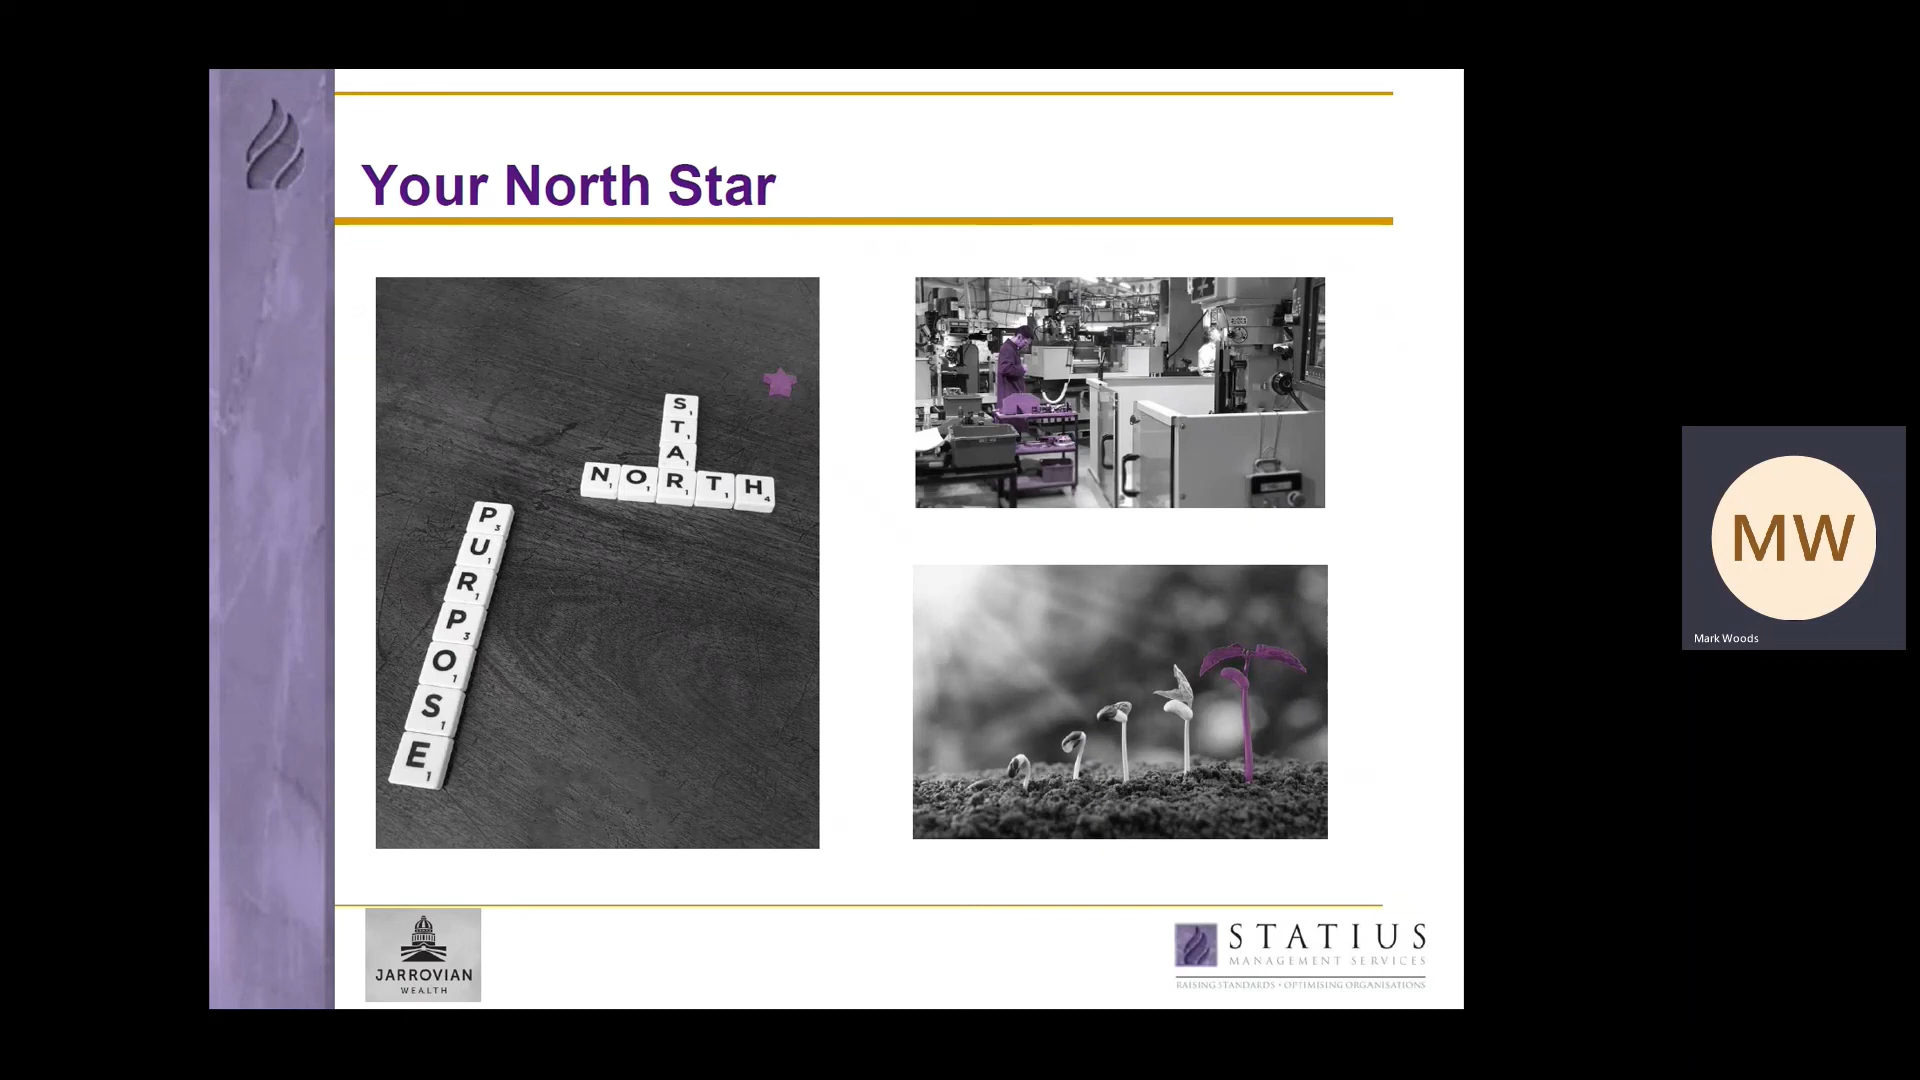 Your North Star
STAR
NORTH
PURPOSE
JARROVIAN
WEALTH
STATIUS
MANAGEMENT SERVICES
RAISING STANDARDS • OPTIMISING ORGANISATIONS
MW
Mark Woods